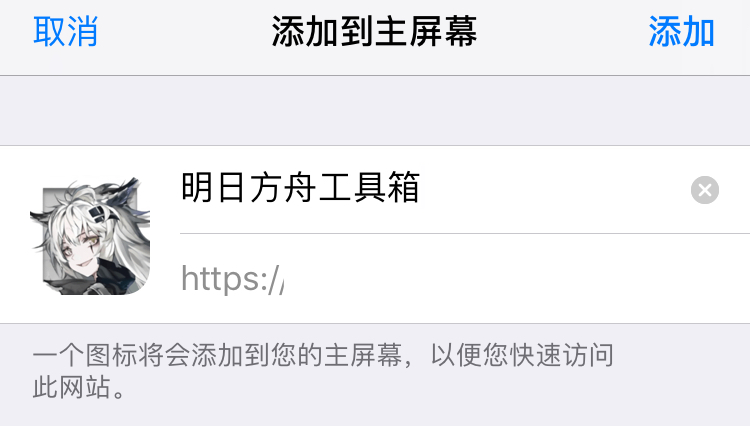 取消
添加到主屏幕
添加
明日方舟工具箱
https://
一个图标将会添加到您的主屏幕，以便您快速访问
此网站。